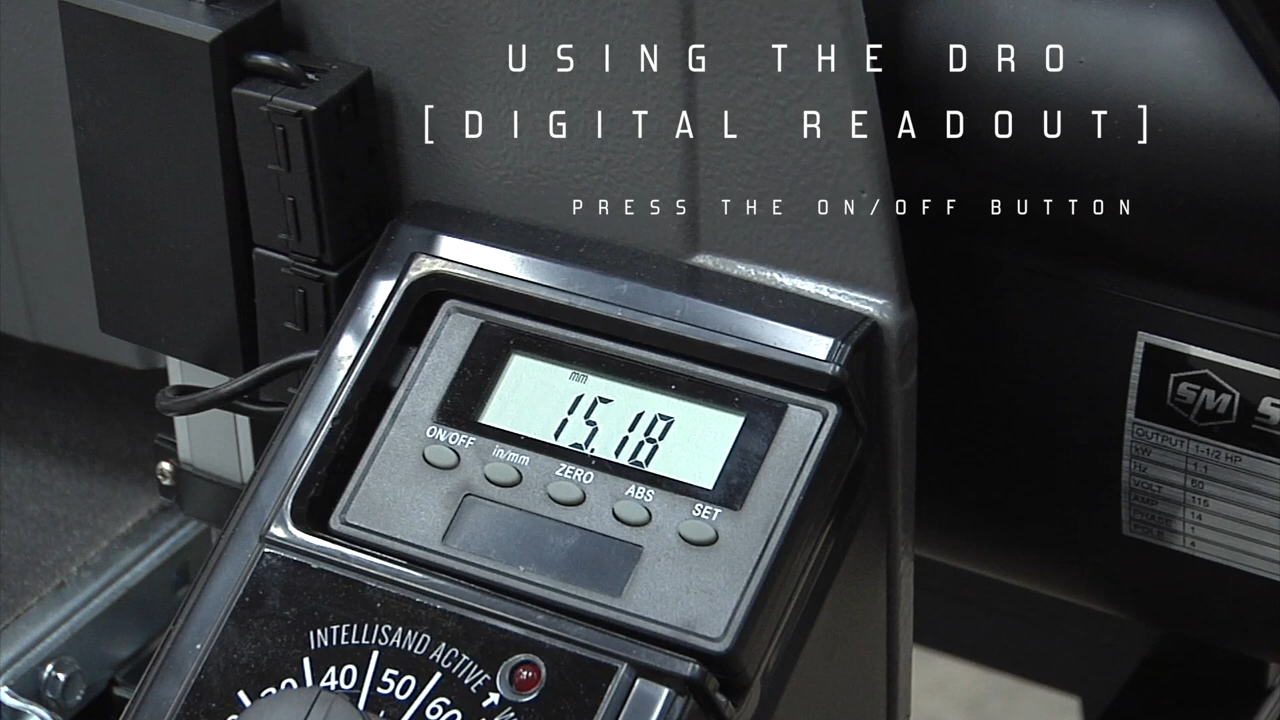 USING THE DRO
[DIGITAL READOUT]
PRESS THE ON/OFF BUTTON
mm
15.18
ON/OFF
in/mm
ZERO
ABS
SET
SM
OUTPUT 1-1/2 HP
kW 1.1
Hz 60
VOLT 115
AMP 14
PHASE 1
POLE 4
INTELLISAND ACTIVE
40 50 60